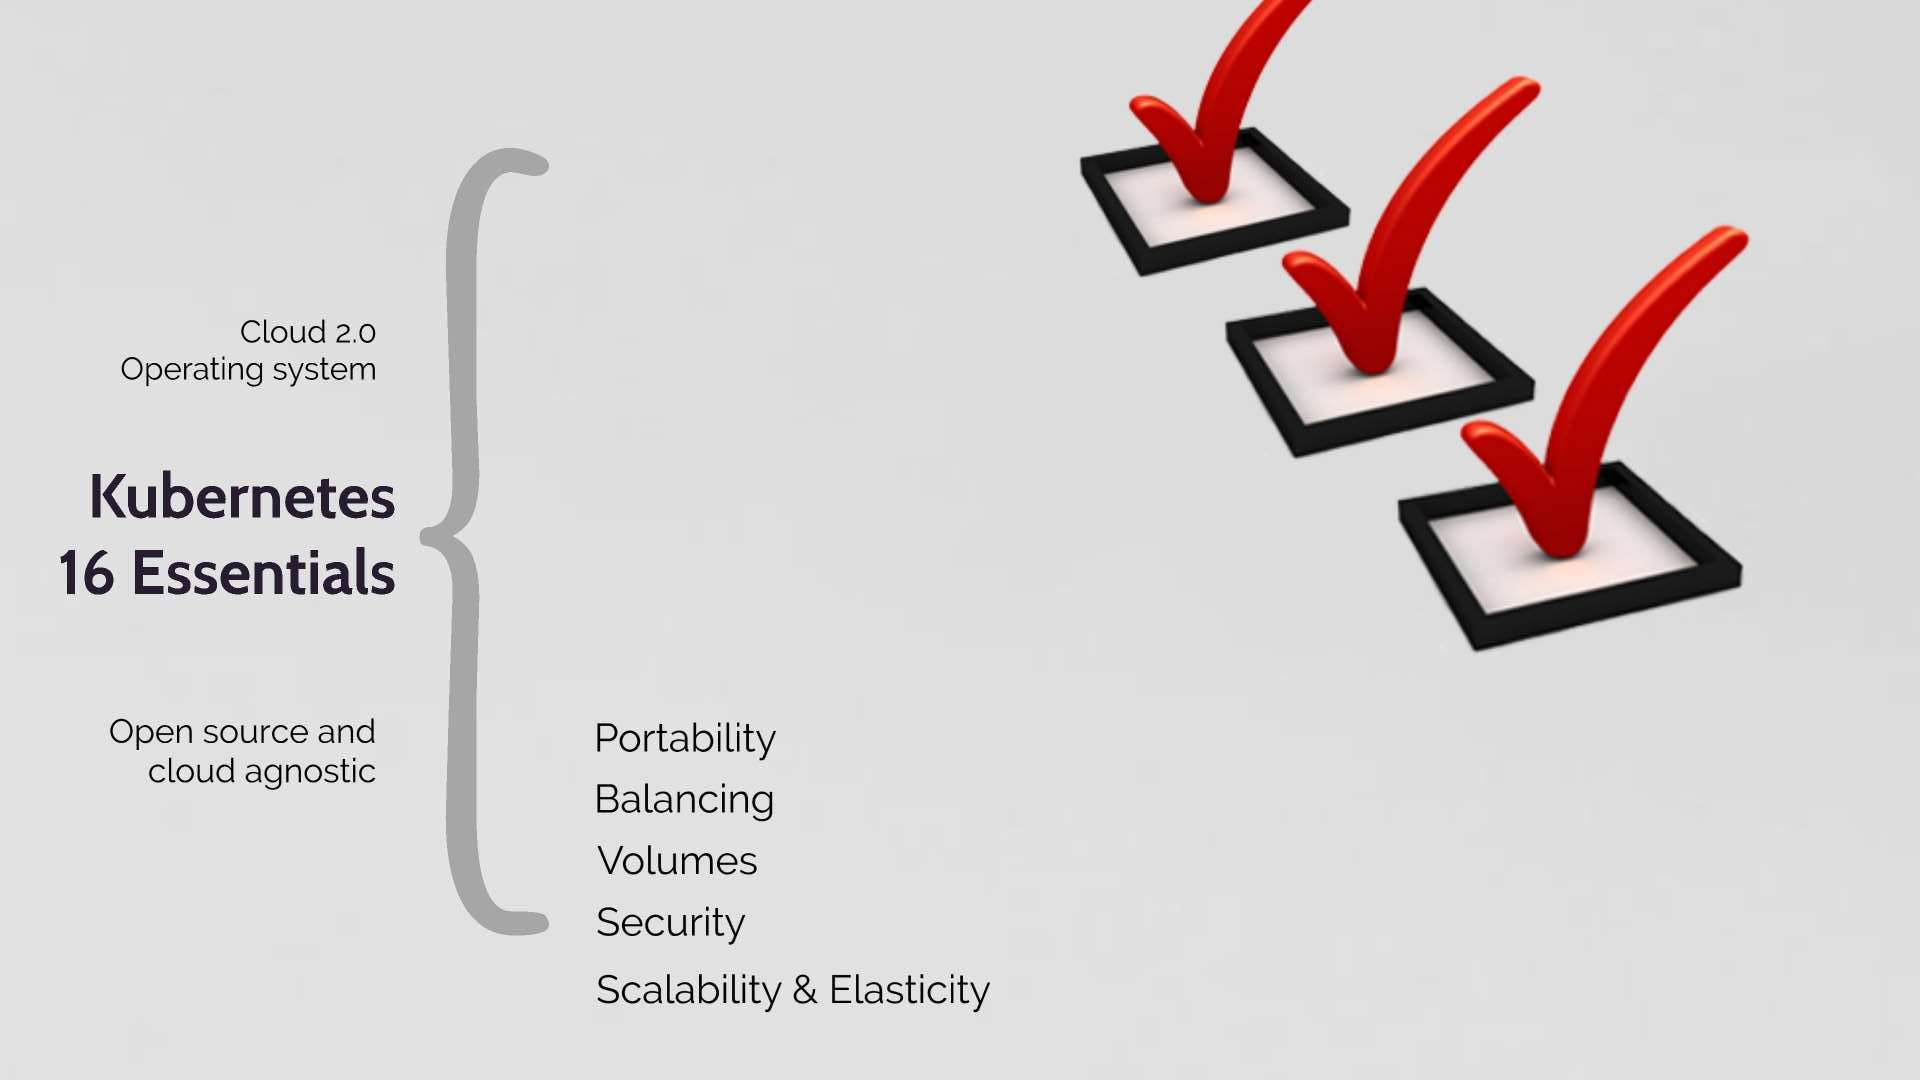 Cloud 2.0
Operating system
Kubernetes
16 Essentials
Open source and
cloud agnostic
Portability
Balancing
Volumes
Security
Scalability & Elasticity